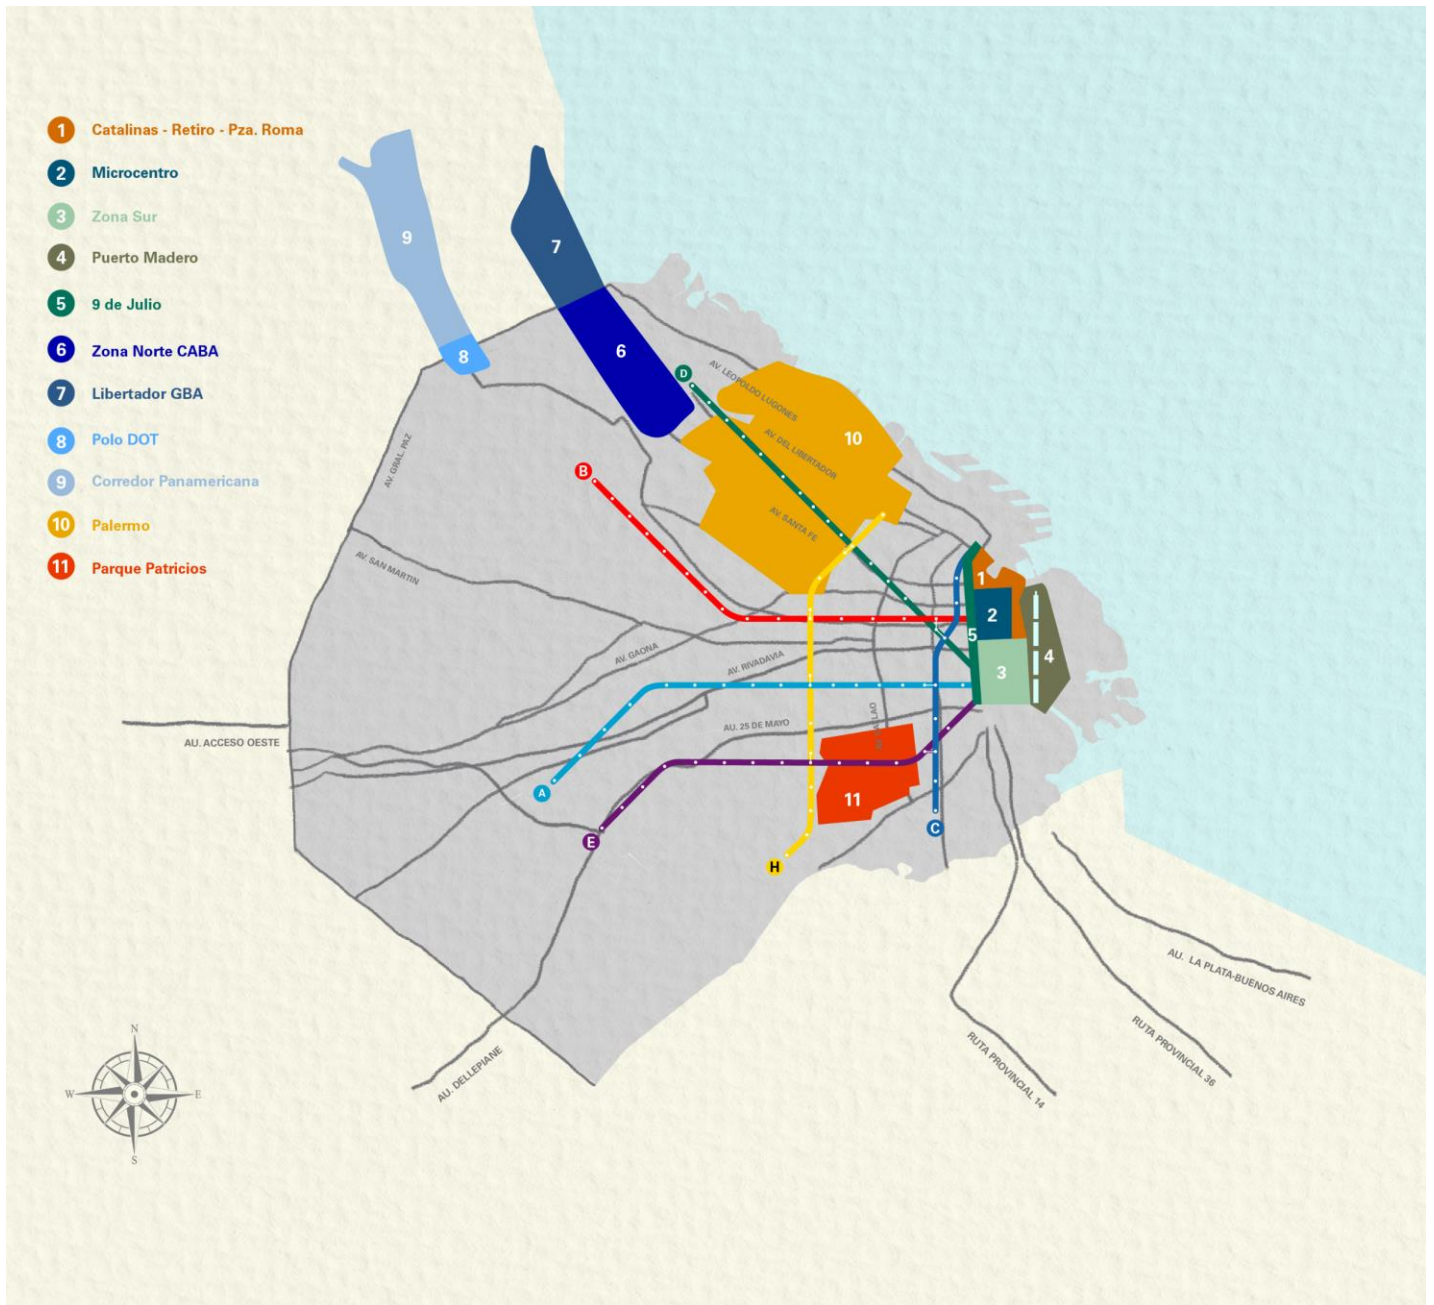 1 Catalinas - Retiro - Pza. Roma
2 Microcentro
3 Zona Sur
4 Puerto Madero
5 9 de Julio
6 Zona Norte CABA
7 Libertador GBA
8 Polo DOT
9 Corredor Panamericana
10 Palermo
11 Parque Patricios
9
7
8
6
D
AV. LEOPOLDO LUGONES
10
AV. DEL LIBERTADOR
AV. GRAL. PAZ
B
AV. SANTA FE
AV. SAN MARTIN
1
2
5
4
3
AV. GAONA
AV. RIVADAVIA
AU. 25 DE MAYO
AU. ACCESO OESTE
A
11
C
E
H
AU. LA PLATA-BUENOS AIRES
RUTA PROVINCIAL 36
RUTA PROVINCIAL 14
AU. DELLEPIANE
N
W
E
S